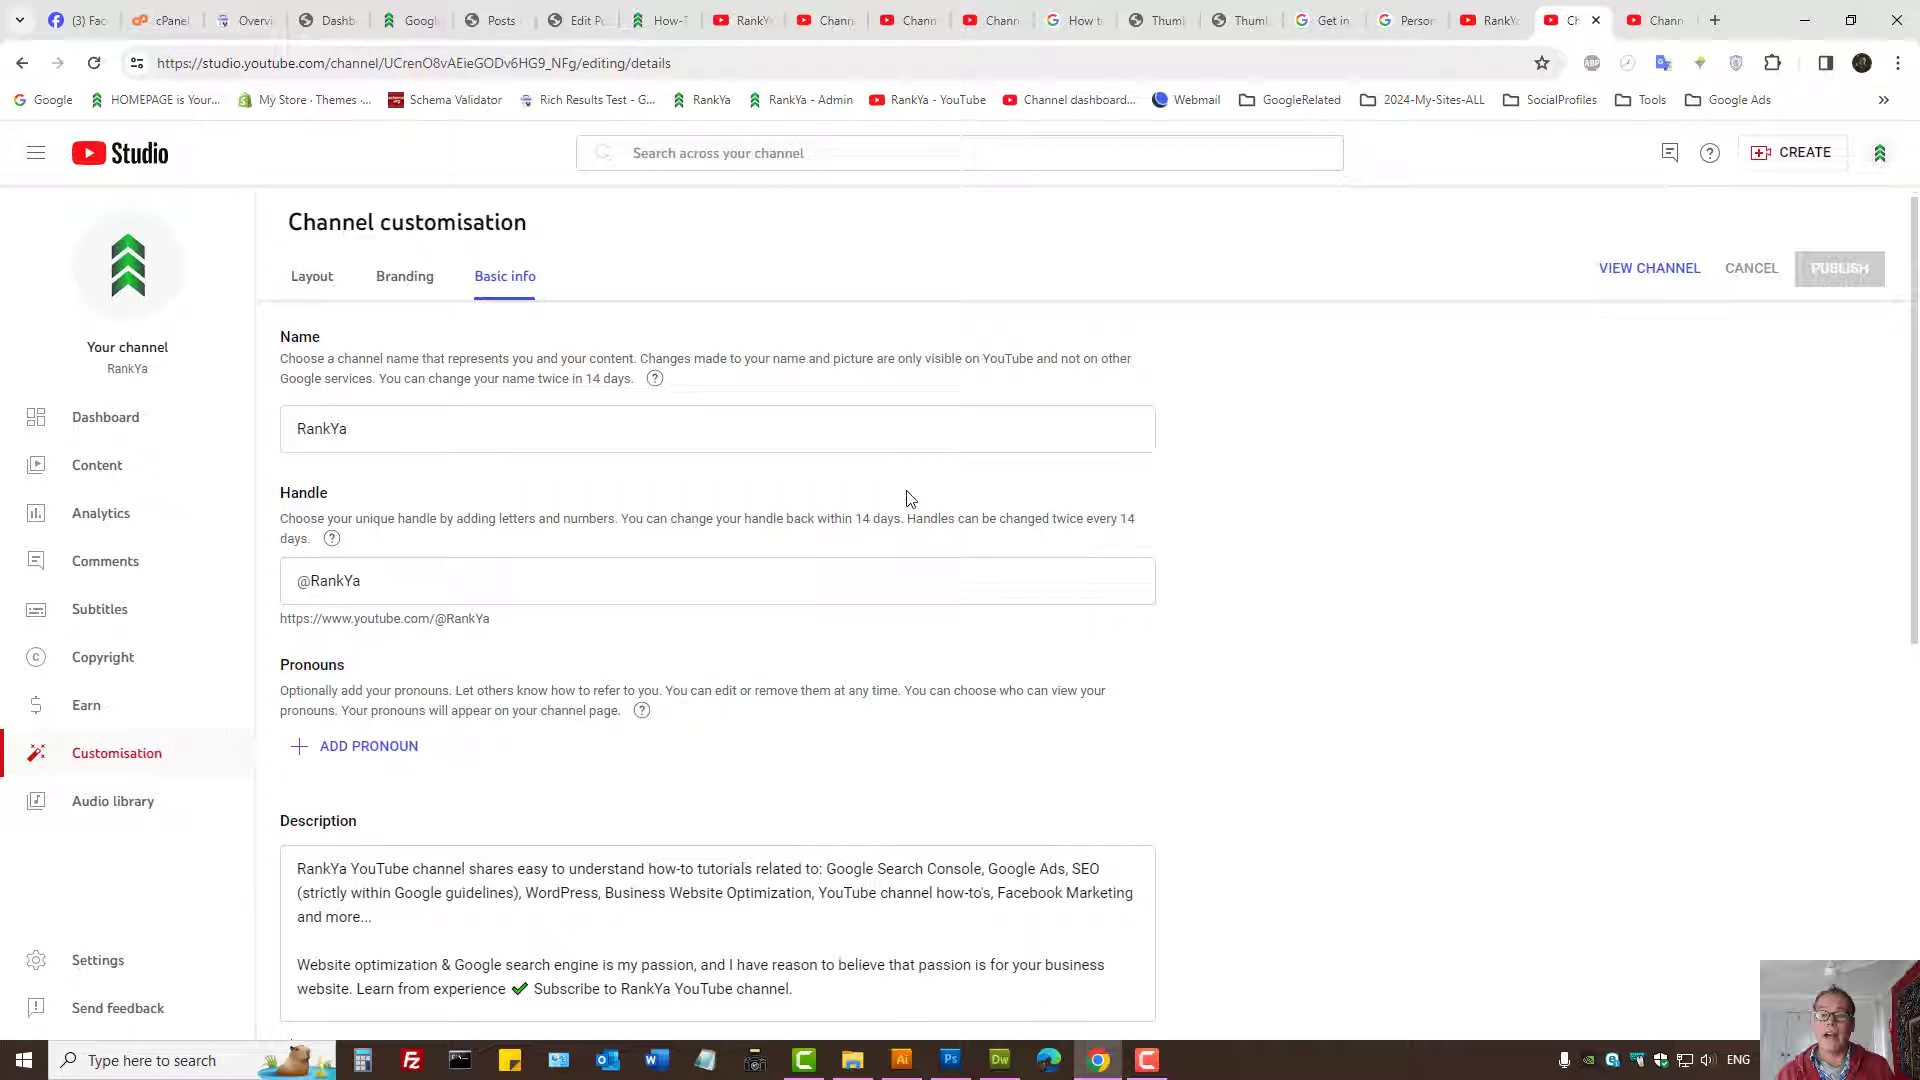 (3) Fac
cPanel
Overvi
Dashb
Google
Posts
Edit Po
How-T
RankY
Chann
Chann
Chann
How to
Thumb
Thumb
Get in
Person
RankY
Ch
Chann
https://studio.youtube.com/channel/UCrenO8vAEieGODv6HG9_NFg/editing/details
Google
HOMEPAGE is Your...
My Store · Themes ·...
Schema Validator
Rich Results Test - G...
RankYa
RankYa - Admin
RankYa - YouTube
Channel dashboard...
Webmail
GoogleRelated
2024-My-Sites-ALL
SocialProfiles
Tools
Google Ads
Studio
Search across your channel
CREATE
Channel customisation
Layout
Branding
Basic info
VIEW CHANNEL
CANCEL
PUBLISH
Your channel
RankYa
Dashboard
Content
Analytics
Comments
Subtitles
Copyright
Earn
Customisation
Audio library
Settings
Send feedback
Name
Choose a channel name that represents you and your content. Changes made to your name and picture are only visible on YouTube and not on other
Google services. You can change your name twice in 14 days.
RankYa
Handle
Choose your unique handle by adding letters and numbers. You can change your handle back within 14 days. Handles can be changed twice every 14
days.
@RankYa
https://www.youtube.com/@RankYa
Pronouns
Optionally add your pronouns. Let others know how to refer to you. You can edit or remove them at any time. You can choose who can view your
pronouns. Your pronouns will appear on your channel page.
ADD PRONOUN
Description
RankYa YouTube channel shares easy to understand how-to tutorials related to: Google Search Console, Google Ads, SEO
(strictly within Google guidelines), WordPress, Business Website Optimization, YouTube channel how-to's, Facebook Marketing
and more...
Website optimization & Google search engine is my passion, and I have reason to believe that passion is for your business
website. Learn from experience ✔ Subscribe to RankYa YouTube channel.
Type here to search
ENG